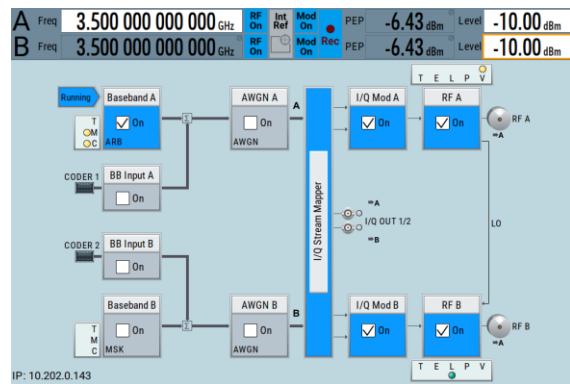 A Freq 3.500 000 000 000 GHz RF On Int Ref Mod On PEP -6.43 dBm Level -10.00 dBm
B Freq 3.500 000 000 000 GHz RF On Mod On Rec PEP -6.43 dBm Level -10.00 dBm
T E L P V
Running Baseband A AWGN A A I/Q Mod A RF A
T M C On On On On RF A
ARB Σ AWGN ∞A
CODER 1 BB Input A
On
I/Q Stream Mapper
∞A
I/Q OUT 1/2 LO
∞B
CODER 2 BB Input B
On
Baseband B AWGN B B I/Q Mod B RF B
T M C On On On On RF B
MSK Σ AWGN ∞A
T E L P V
IP: 10.202.0.143